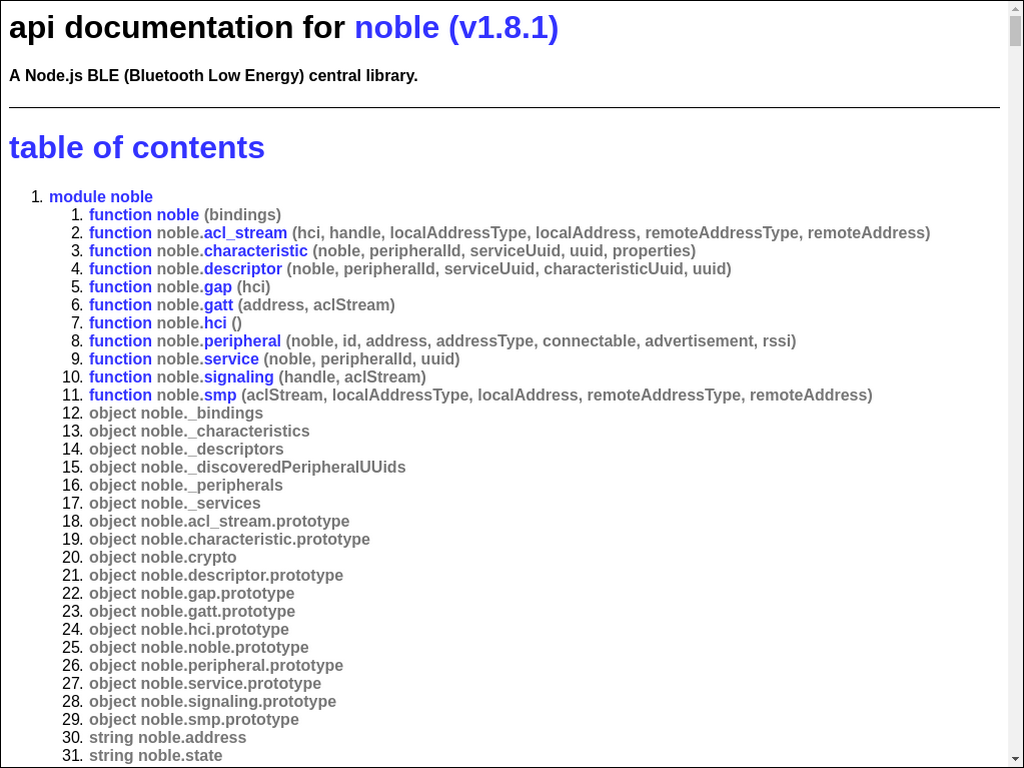 api documentation for noble (v1.8.1)
A Node.js BLE (Bluetooth Low Energy) central library.
table of contents
1. module noble
1. function noble (bindings)
2. function noble.acl_stream (hci, handle, localAddressType, localAddress, remoteAddressType, remoteAddress)
3. function noble.characteristic (noble, peripheralId, serviceUuid, uuid, properties)
4. function noble.descriptor (noble, peripheralId, serviceUuid, characteristicUuid, uuid)
5. function noble.gap (hci)
6. function noble.gatt (address, aclStream)
7. function noble.hci ()
8. function noble.peripheral (noble, id, address, addressType, connectable, advertisement, rssi)
9. function noble.service (noble, peripheralId, uuid)
10. function noble.signaling (handle, aclStream)
11. function noble.smp (aclStream, localAddressType, localAddress, remoteAddressType, remoteAddress)
12. object noble._bindings
13. object noble._characteristics
14. object noble._descriptors
15. object noble._discoveredPeripheralUUids
16. object noble._peripherals
17. object noble._services
18. object noble.acl_stream.prototype
19. object noble.characteristic.prototype
20. object noble.crypto
21. object noble.descriptor.prototype
22. object noble.gap.prototype
23. object noble.gatt.prototype
24. object noble.hci.prototype
25. object noble.noble.prototype
26. object noble.peripheral.prototype
27. object noble.service.prototype
28. object noble.signaling.prototype
29. object noble.smp.prototype
30. string noble.address
31. string noble.state